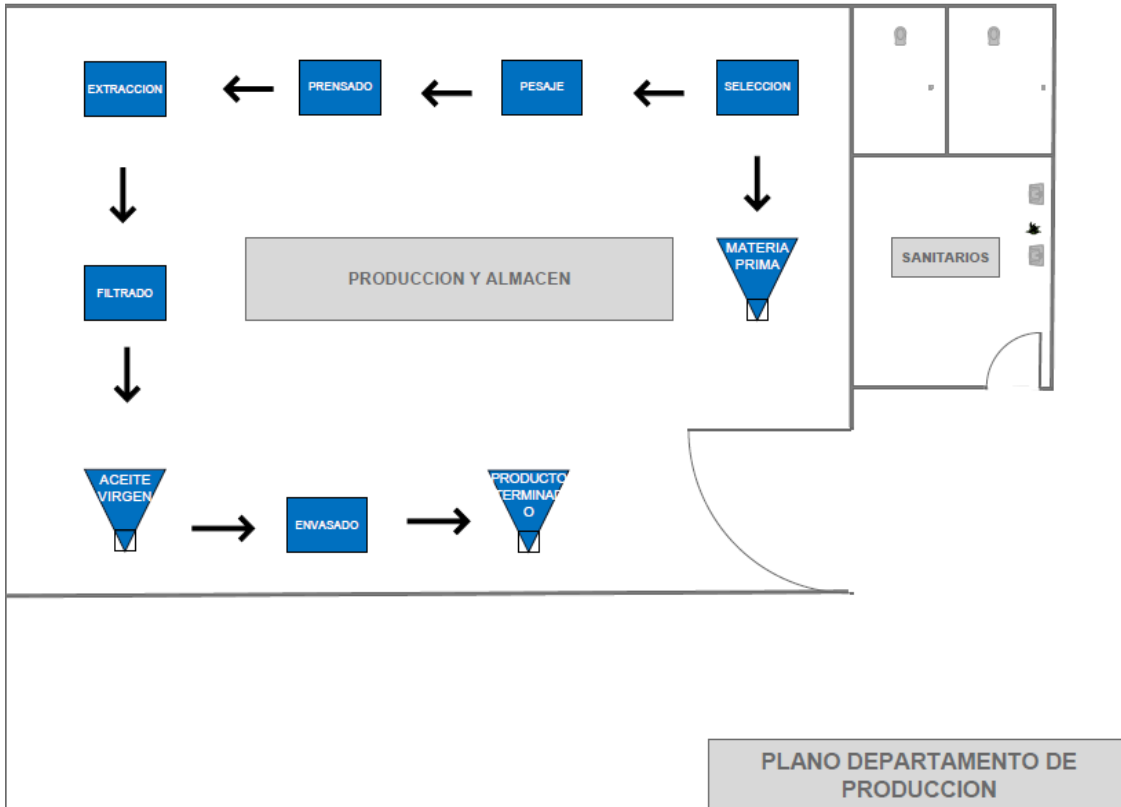 EXTRACCION
PRENSADO
PESAJE
SELECCION
MATERIA
PRIMA
SANITARIOS
PRODUCCION Y ALMACEN
FILTRADO
ACEITE
VIRGEN
ENVASADO
PRODUCTO
TERMINAD
O
PLANO DEPARTAMENTO DE
PRODUCCION